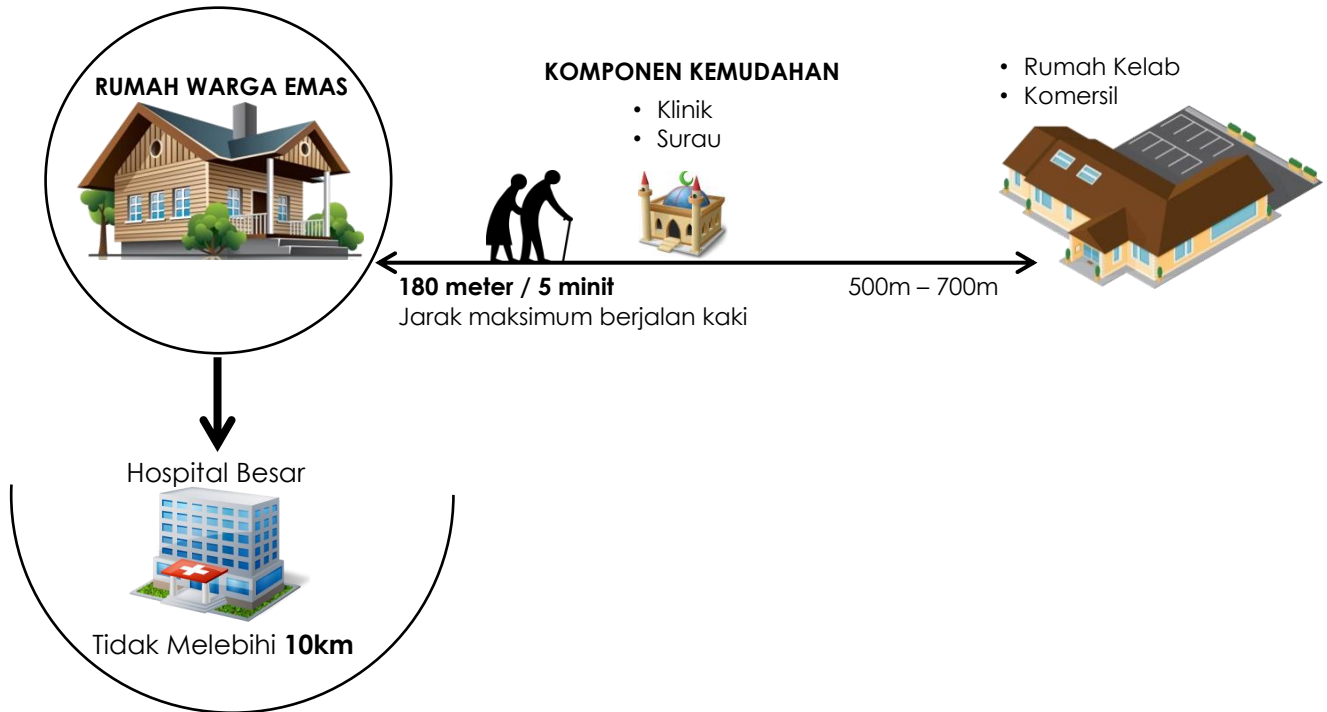 RUMAH WARGA EMAS
KOMPONEN KEMUDAHAN
• Klinik
• Surau
• Rumah Kelab
• Komersil
180 meter / 5 minit
Jarak maksimum berjalan kaki
500m – 700m
Hospital Besar
Tidak Melebihi 10km